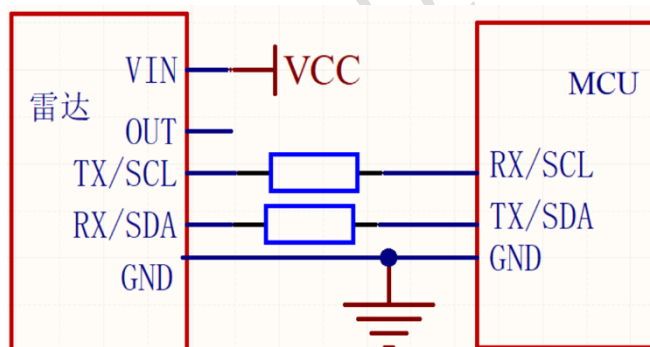 VIN
VCC
MCU
雷达
OUT
TX/SCL
RX/SCL
RX/SDA
TX/SDA
GND
GND